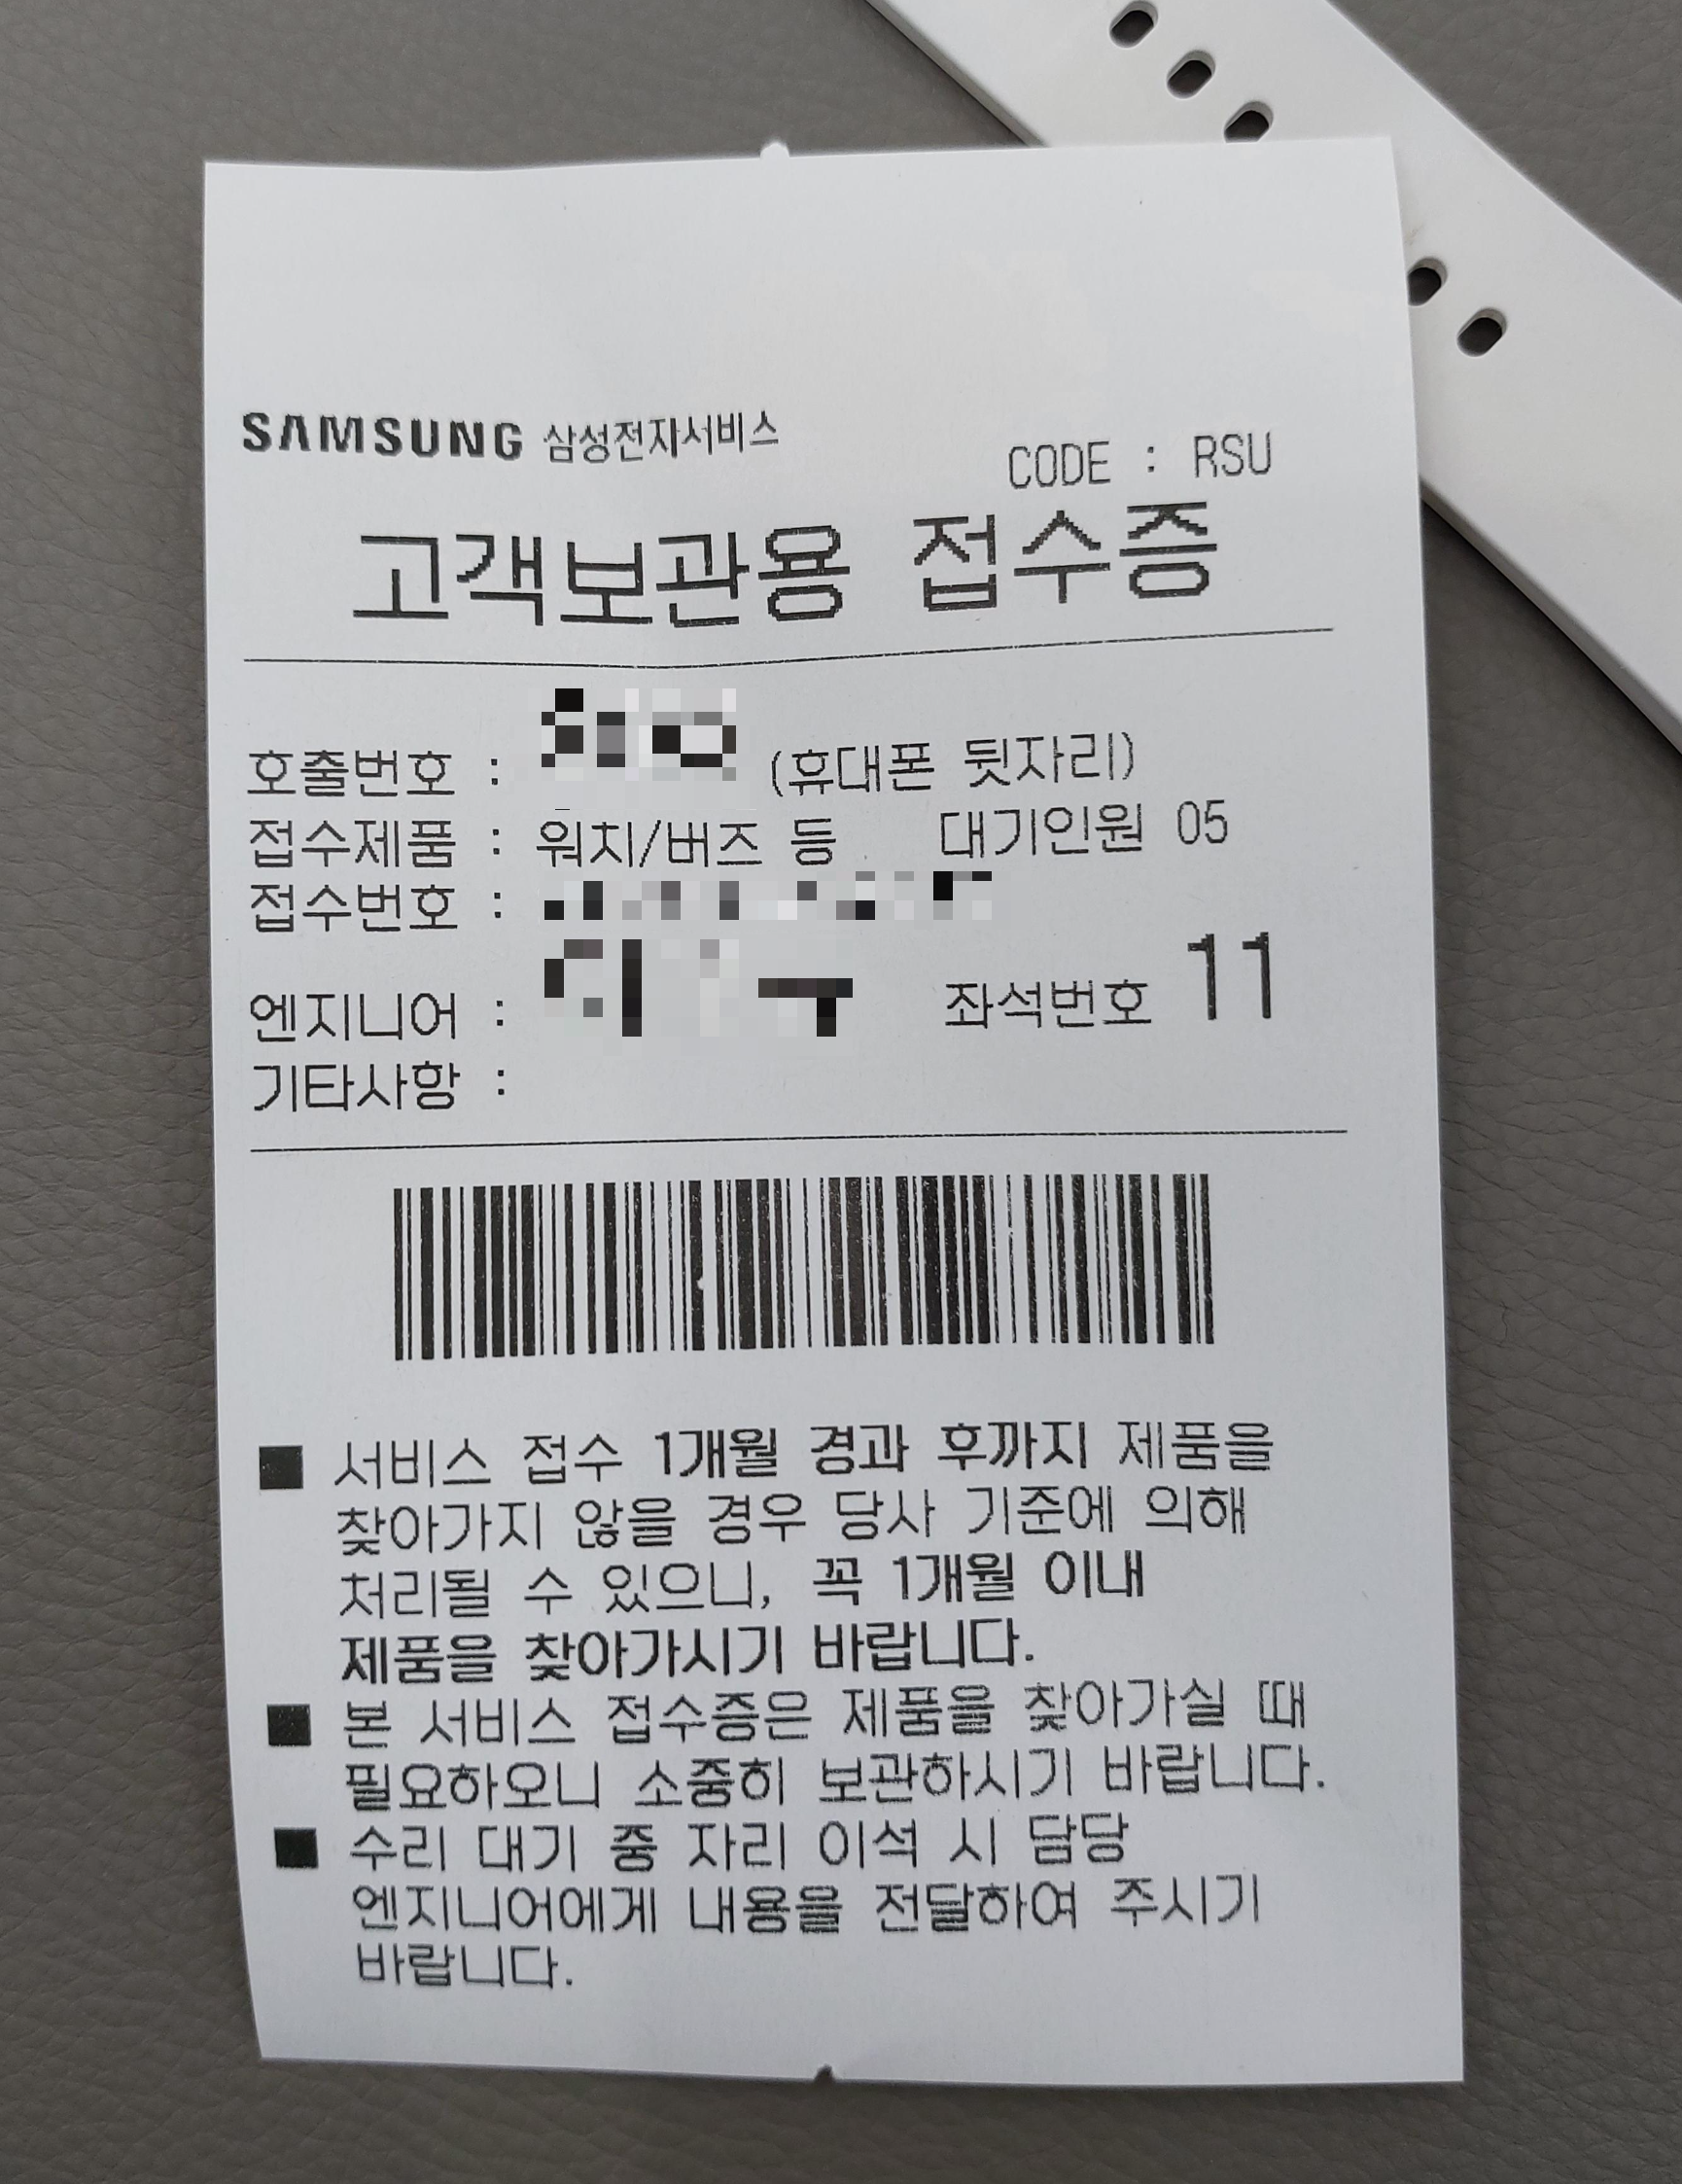 SAMSUNG 삼성전자서비스
CODE : RSU
고객보관용 접수증
호출번호 : (휴대폰 뒷자리)
접수제품 : 워치/버즈 등 대기인원 05
접수번호 :
엔지니어 : 좌석번호 11
기타사항 :
■ 서비스 접수 1개월 경과 후까지 제품을
찾아가지 않을 경우 당사 기준에 의해
처리될 수 있으니, 꼭 1개월 이내
제품을 찾아가시기 바랍니다.
■ 본 서비스 접수증은 제품을 찾아가실 때
필요하오니 소중히 보관하시기 바랍니다.
■ 수리 대기 중 자리 이석 시 담당
엔지니어에게 내용을 전달하여 주시기
바랍니다.